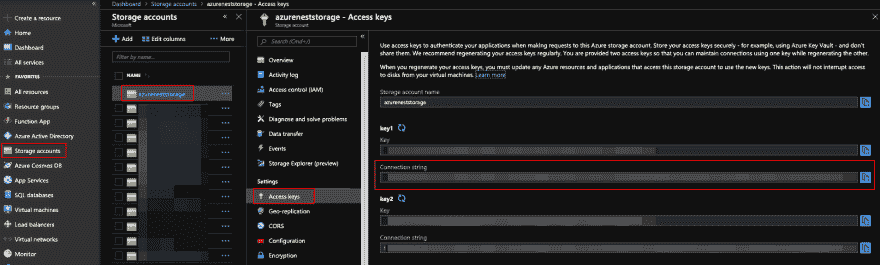 Dashboard > Storage accounts > azureneststorage - Access keys
Create a resource
Home
Dashboard
All services
FAVORITES
All resources
Resource groups
Function App
Azure Active Directory
Storage accounts
Azure Cosmos DB
App Services
SQL databases
Virtual machines
Load balancers
Virtual networks
Monitor
Storage accounts
Microsoft
Add Edit columns More
Filter by name...
NAME
azureneststorage
azureneststorage - Access keys
Storage account
Search (Cmd+/)
Overview
Activity log
Access control (IAM)
Tags
Diagnose and solve problems
Data transfer
Events
Storage Explorer (preview)
Settings
Access keys
Geo-replication
CORS
Configuration
Encryption
Use access keys to authenticate your applications when making requests to this Azure storage account. Store your access keys securely - for example, using Azure Key Vault - and don't
share them. We recommend regenerating your access keys regularly. You are provided two access keys so that you can maintain connections using one key while regenerating the other.
When you regenerate your access keys, you must update any Azure resources and applications that access this storage account to use the new keys. This action will not interrupt access
to disks from your virtual machines. Learn more
Storage account name
azureneststorage
key1
Key
Connection string
key2
Key
Connection string